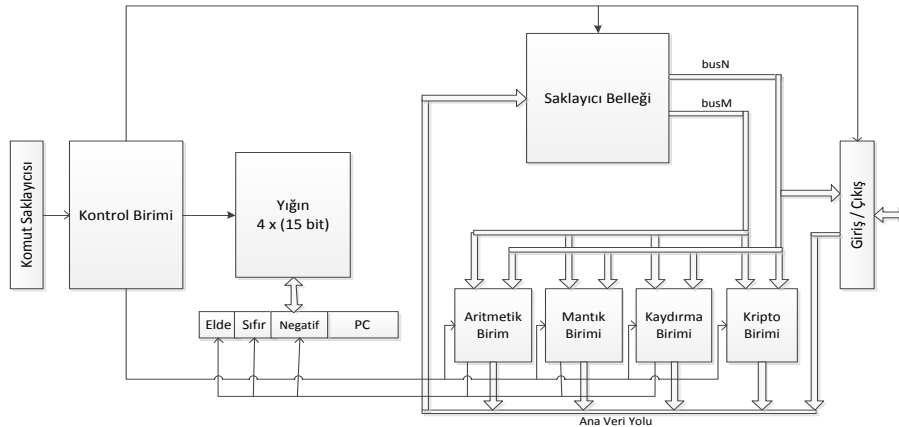 busN
Saklayıcı Belleği
busM
Komut Saklayıcısı
Kontrol Birimi
Yığın
4 x (15 bit)
Giriş / Çıkış
Elde
Sıfır
Negatif
PC
Aritmetik
Birim
Mantık
Birimi
Kaydırma
Birimi
Kripto
Birimi
Ana Veri Yolu